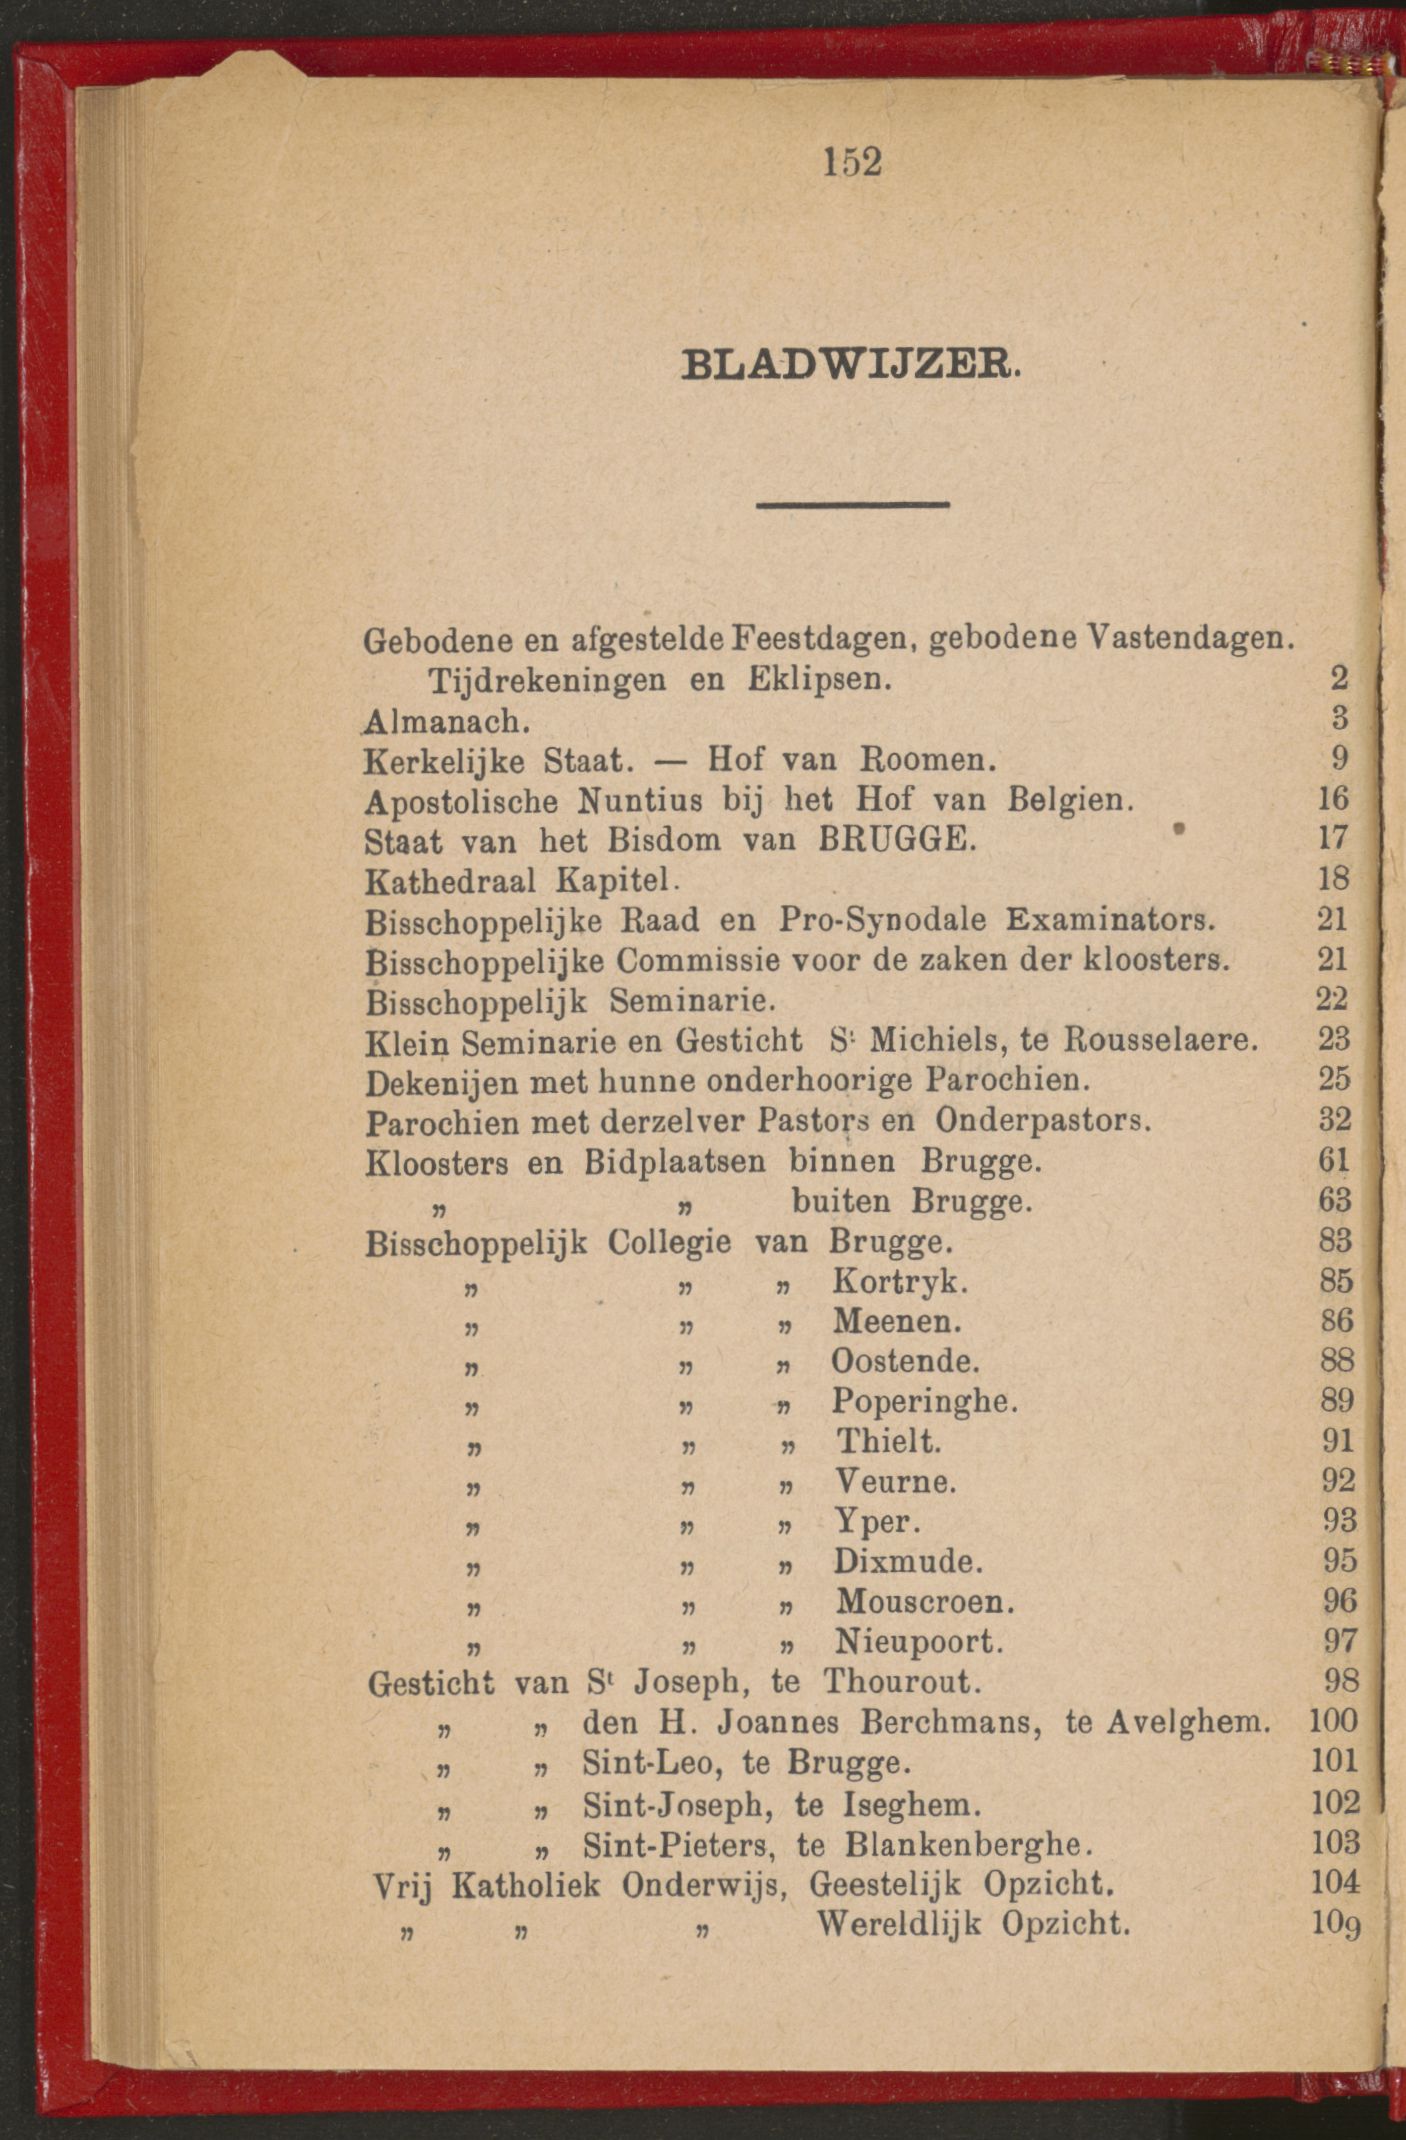 152
BLADWIJZER.
Gebodene en afgestelde Feestdagen, gebodene Vastendagen.
Tijdrekeningen en Eklipsen. 2
Almanach. 3
Kerkelijke Staat. — Hof van Roomen. 9
Apostolische Nuntius bij het Hof van Belgien. 16
Staat van het Bisdom van BRUGGE. 17
Kathedraal Kapitel. 18
Bisschoppelijke Raad en Pro-Synodale Examinators. 21
Bisschoppelijke Commissie voor de zaken der kloosters. 21
Bisschoppelijk Seminarie. 22
Klein Seminarie en Gesticht St Michiels, te Rousselaere. 23
Dekenijen met hunne onderhoorige Parochien. 25
Parochien met derzelver Pastors en Onderpastors. 32
Kloosters en Bidplaatsen binnen Brugge. 61
„ „ buiten Brugge. 63
Bisschoppelijk Collegie van Brugge. 83
„ „ „ Kortryk. 85
„ „ „ Meenen. 86
„ „ „ Oostende. 88
„ „ „ Poperinghe. 89
„ „ „ Thielt. 91
„ „ „ Veurne. 92
„ „ „ Yper. 93
„ „ „ Dixmude. 95
„ „ „ Mouscroen. 96
„ „ „ Nieupoort. 97
Gesticht van St Joseph, te Thourout. 98
„ „ den H. Joannes Berchmans, te Avelghem. 100
„ „ Sint-Leo, te Brugge. 101
„ „ Sint-Joseph, te Iseghem. 102
„ „ Sint-Pieters, te Blankenberghe. 103
Vrij Katholiek Onderwijs, Geestelijk Opzicht. 104
„ „ „ Wereldlijk Opzicht. 109